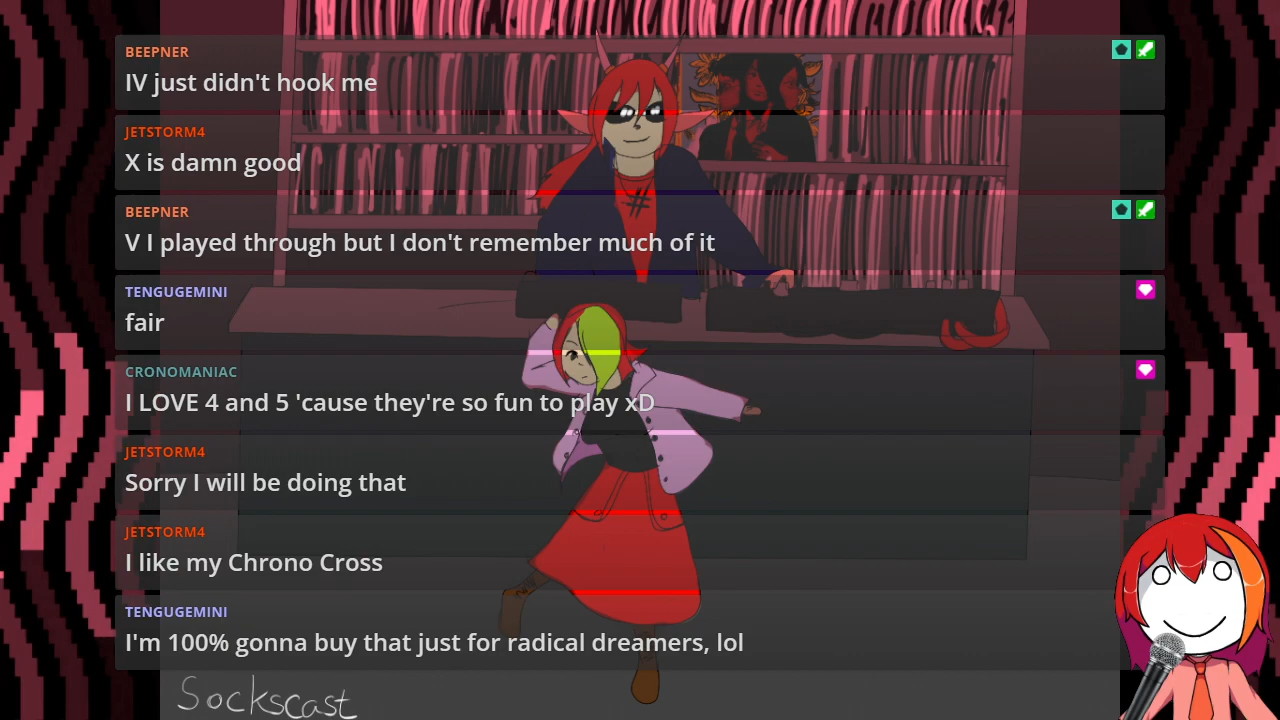 BEEPNER
IV just didn't hook me
JETSTORM4
X is damn good
BEEPNER
V I played through but I don't remember much of it
TENGUGEMINI
fair
CRONOMANIAC
I LOVE 4 and 5 'cause they're so fun to play xD
JETSTORM4
Sorry I will be doing that
JETSTORM4
I like my Chrono Cross
TENGUGEMINI
I'm 100% gonna buy that just for radical dreamers, lol
Sockscast
#